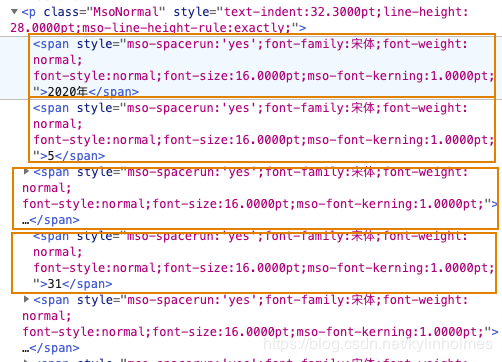 ▼<p class="MsoNormal" style="text-indent:32.3000pt;line-height:
28.0000pt;mso-line-height-rule:exactly;">
<span style="mso-spacerun:'yes';font-family:宋体;font-weight:
normal;
font-style:normal;font-size:16.0000pt;mso-font-kerning:1.0000pt;
">2020年</span>
<span style="mso-spacerun:'yes';font-family:宋体;font-weight:
normal;
font-style:normal;font-size:16.0000pt;mso-font-kerning:1.0000pt;
">5</span>
▶<span style="mso-spacerun:'yes';font-family:宋体;font-weight:
normal;
font-style:normal;font-size:16.0000pt;mso-font-kerning:1.0000pt;">
…</span>
<span style="mso-spacerun:'yes';font-family:宋体;font-weight:
normal;
font-style:normal;font-size:16.0000pt;mso-font-kerning:1.0000pt;
">31</span>
▶<span style="mso-spacerun:'yes';font-family:宋体;font-weight:
normal;
font-style:normal;font-size:16.0000pt;mso-font-kerning:1.0000pt;">
…</span>
https://blog.csdn.net/kylinholmes